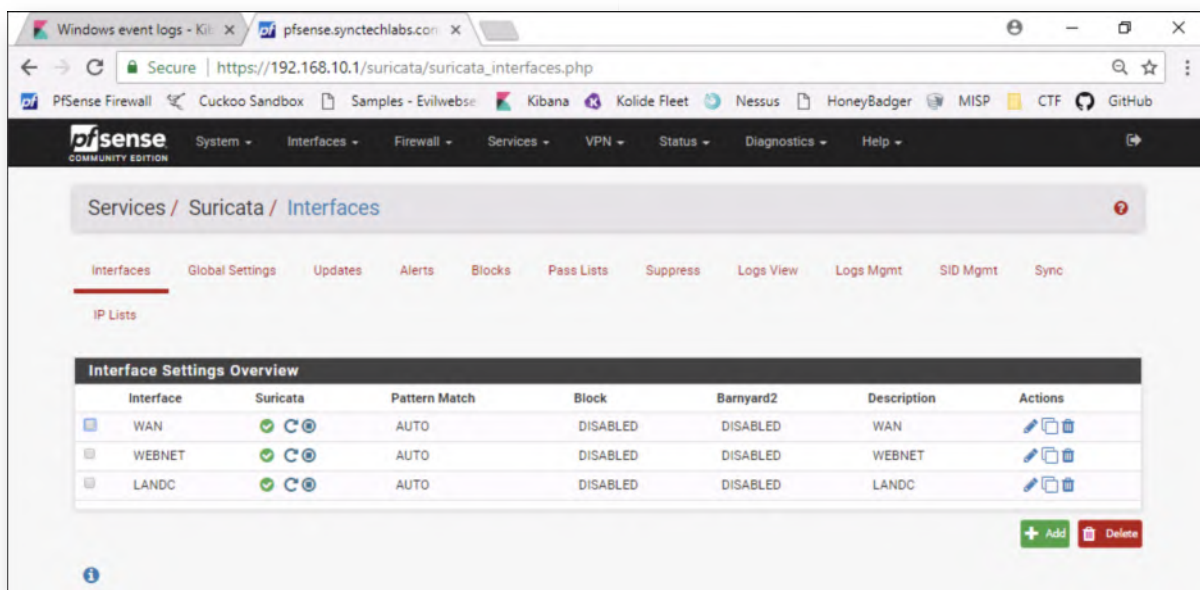 Windows event logs - Kib
pfsense.synctechlabs.con
Secure | https://192.168.10.1/suricata/suricata_interfaces.php
pf PfSense Firewall Cuckoo Sandbox Samples - Evilwebse Kibana Kolide Fleet Nessus HoneyBadger MISP CTF GitHub
pfsense System Interfaces Firewall Services VPN Status Diagnostics Help
COMMUNITY EDITION
Services / Suricata / Interfaces
Interfaces Global Settings Updates Alerts Blocks Pass Lists Suppress Logs View Logs Mgmt SID Mgmt Sync
IP Lists
Interface Settings Overview
Interface Suricata Pattern Match Block Barnyard2 Description Actions
WAN AUTO DISABLED DISABLED WAN
WEBNET AUTO DISABLED DISABLED WEBNET
LANDC AUTO DISABLED DISABLED LANDC
Add Delete